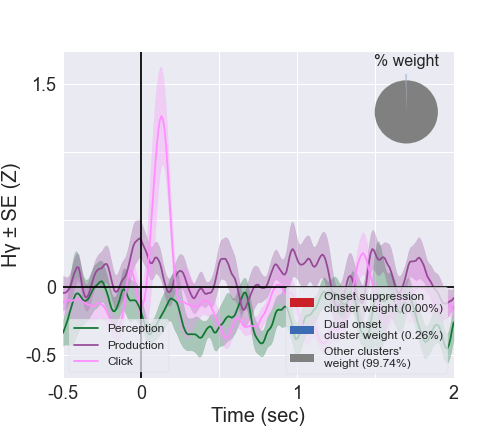 % weight
1.5
0
-0.5
Hγ ± SE (Z)
Perception
Production
Click
Onset suppression
cluster weight (0.00%)
Dual onset
cluster weight (0.26%)
Other clusters'
weight (99.74%)
-0.5
0
1
2
Time (sec)